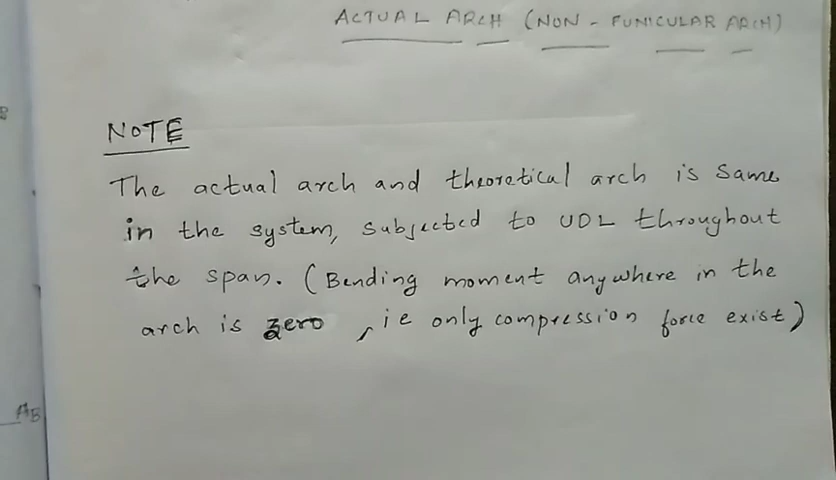 ACTUAL ARCH (NON - FUNICULAR ARCH)
NOTE
The actual arch and theoretical arch is same
in the system, subjected to UDL throughout
the span. (Bending moment anywhere in the
arch is zero, ie only compression force exist)
AB